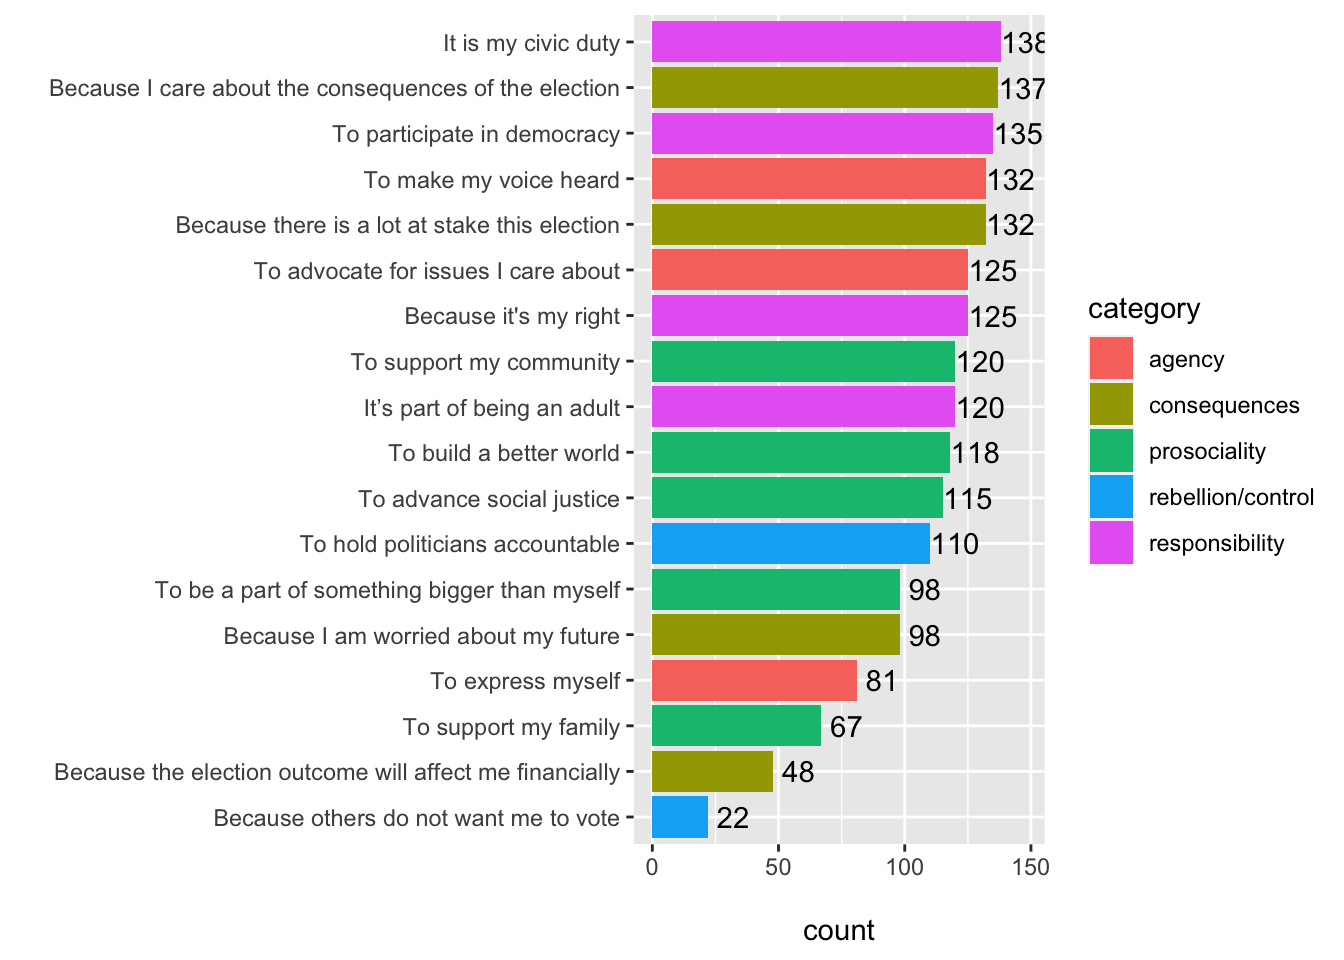 It is my civic duty 138
Because I care about the consequences of the election 137
To participate in democracy 135
To make my voice heard 132
Because there is a lot at stake this election 132
To advocate for issues I care about 125
Because it's my right 125
To support my community 120
It’s part of being an adult 120
To build a better world 118
To advance social justice 115
To hold politicians accountable 110
To be a part of something bigger than myself 98
Because I am worried about my future 98
To express myself 81
To support my family 67
Because the election outcome will affect me financially 48
Because others do not want me to vote 22
0 50 100 150
count
category
agency
consequences
prosociality
rebellion/control
responsibility